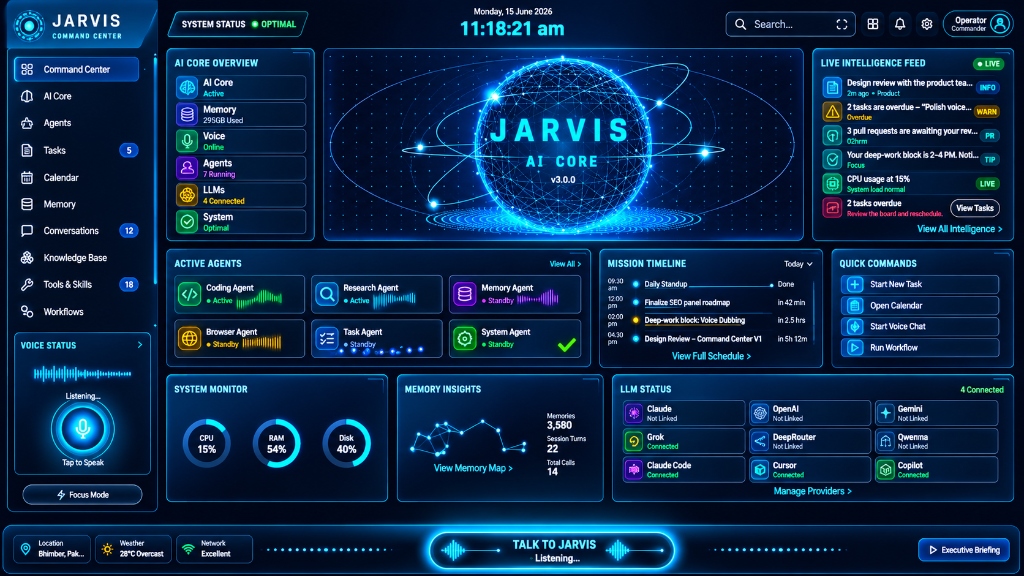 JARVIS
COMMAND CENTER
SYSTEM STATUS OPTIMAL
Monday, 15 June 2026
11:18:21 am
Search...
Operator
Commander
Command Center
AI Core
Agents
Tasks 5
Calendar
Memory
Conversations 12
Knowledge Base
Tools & Skills 18
Workflows
VOICE STATUS
Listening...
Tap to Speak
Focus Mode
AI CORE OVERVIEW
AI Core
Active
Memory
295GB Used
Voice
Online
Agents
7 Running
LLMs
4 Connected
System
Optimal
JARVIS
AI CORE
v3.0.0
LIVE INTELLIGENCE FEED LIVE
Design review with the product tea... INFO
2m ago • Product
2 tasks are overdue – "Polish voice... WARN
Overdue
3 pull requests are awaiting your rev... PR
02hrm
Your deep-work block is 2–4 PM. Noti... TIP
Focus
CPU usage at 15% LIVE
System load normal
2 tasks overdue View Tasks
Review the board and reschedule.
View All Intelligence >
ACTIVE AGENTS View All >
Coding Agent
Active
Research Agent
Active
Memory Agent
Standby
Browser Agent
Standby
Task Agent
Standby
System Agent
Standby
MISSION TIMELINE Today
09:30 am Daily Standup Done
12:00 pm Finalize SEO panel roadmap in 42 min
02:00 pm Deep-work block: Voice Dubbing in 2.5 hrs
04:30 pm Design Review – Command Center V1 in 5h 12m
View Full Schedule >
QUICK COMMANDS
Start New Task
Open Calendar
Start Voice Chat
Run Workflow
SYSTEM MONITOR
CPU
15%
RAM
54%
Disk
40%
MEMORY INSIGHTS
View Memory Map >
Memories
3,580
Session Turns
22
Total Calls
14
LLM STATUS 4 Connected
Claude
Not Linked
OpenAI
Not Linked
Gemini
Not Linked
Grok
Connected
DeepRouter
Not Linked
Qwenma
Not Linked
Claude Code
Connected
Cursor
Connected
Copilot
Connected
Manage Providers >
Location
Bhimber, Pak...
Weather
28°C Overcast
Network
Excellent
TALK TO JARVIS
Listening...
Executive Briefing